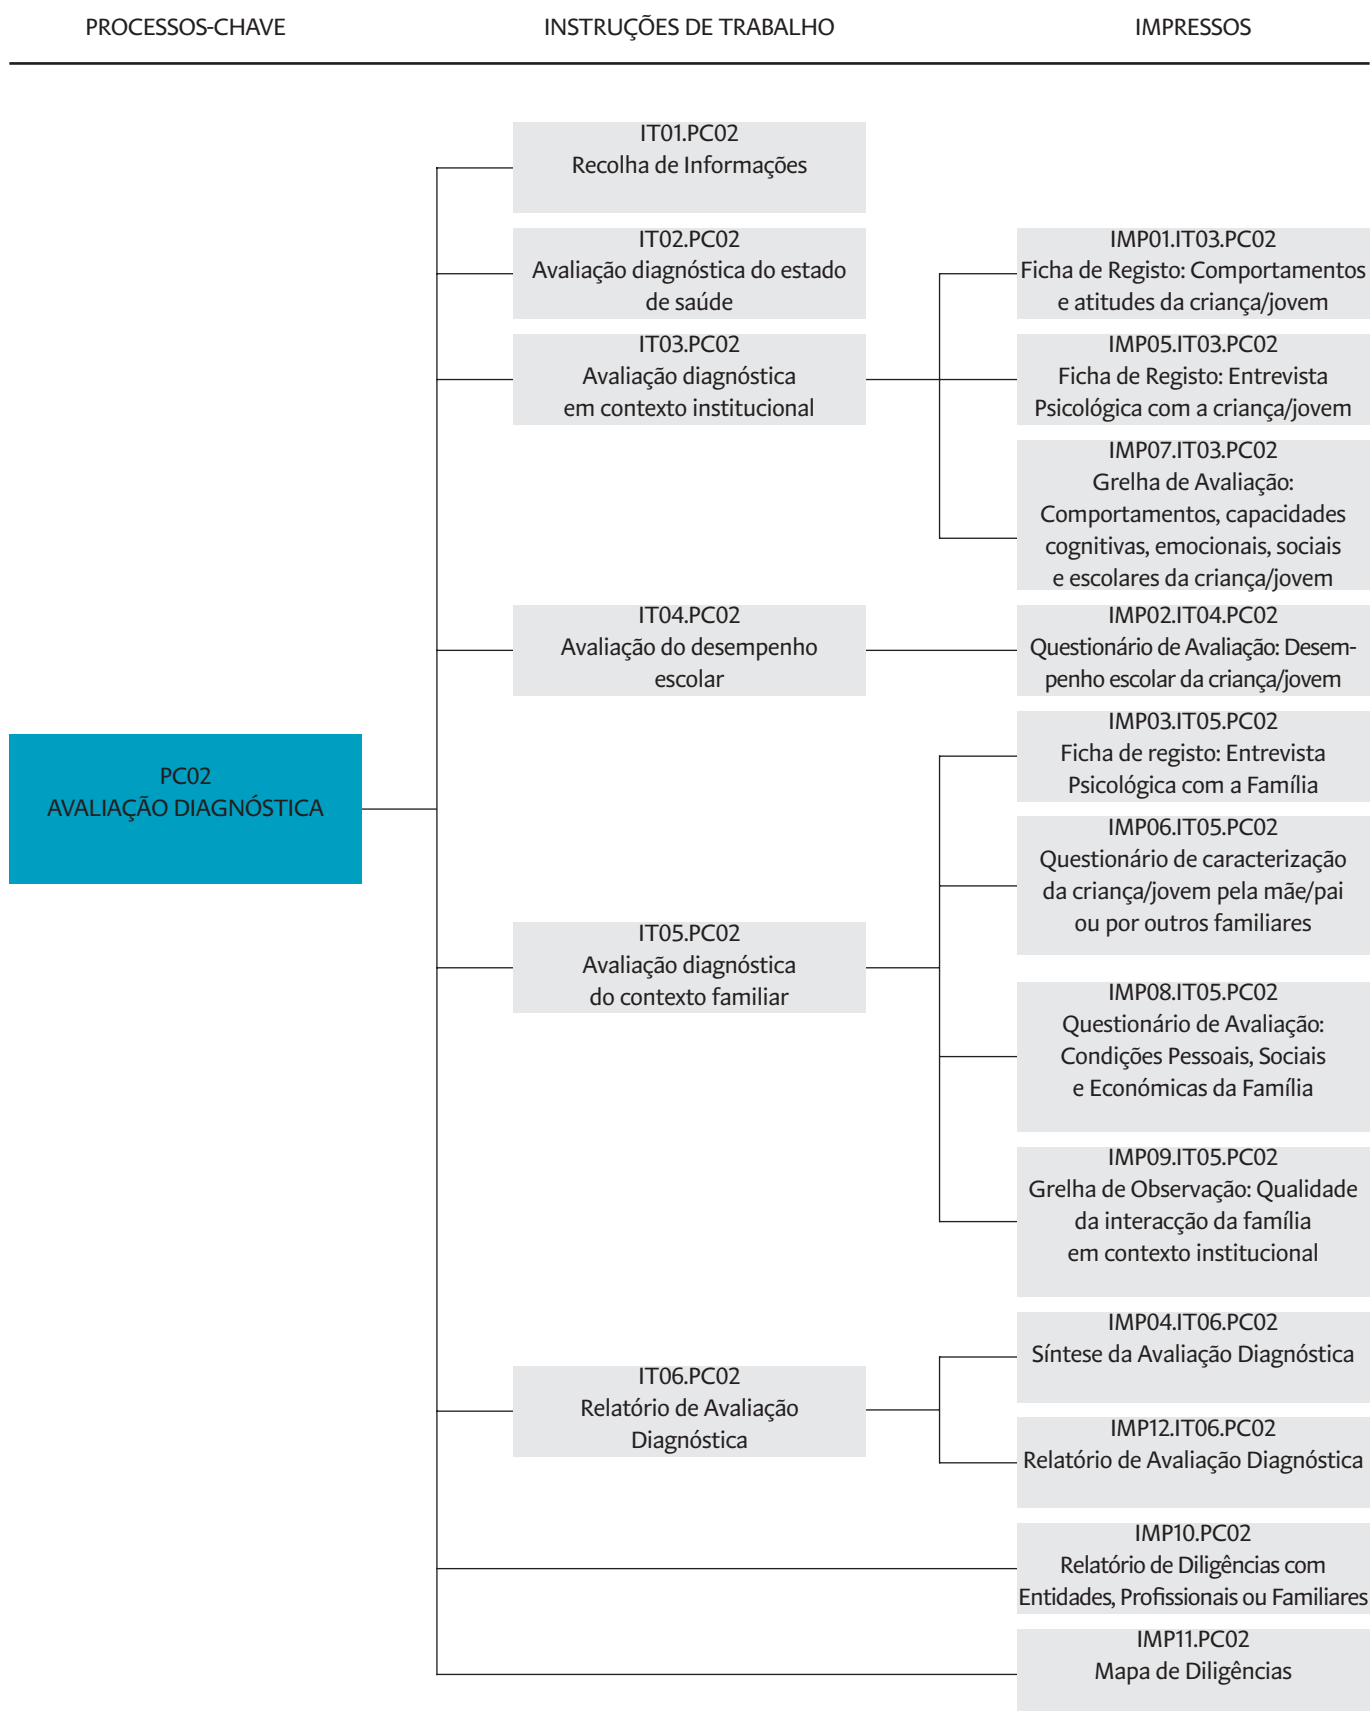 PROCESSOS-CHAVE
INSTRUÇÕES DE TRABALHO
IMPRESSOS
PC02
AVALIAÇÃO DIAGNÓSTICA
IT01.PC02
Recolha de Informações
IT02.PC02
Avaliação diagnóstica do estado
de saúde
IT03.PC02
Avaliação diagnóstica
em contexto institucional
IMP01.IT03.PC02
Ficha de Registo: Comportamentos
e atitudes da criança/jovem
IMP05.IT03.PC02
Ficha de Registo: Entrevista
Psicológica com a criança/jovem
IMP07.IT03.PC02
Grelha de Avaliação:
Comportamentos, capacidades
cognitivas, emocionais, sociais
e escolares da criança/jovem
IT04.PC02
Avaliação do desempenho
escolar
IMP02.IT04.PC02
Questionário de Avaliação: Desem-
penho escolar da criança/jovem
IT05.PC02
Avaliação diagnóstica
do contexto familiar
IMP03.IT05.PC02
Ficha de registo: Entrevista
Psicológica com a Família
IMP06.IT05.PC02
Questionário de caracterização
da criança/jovem pela mãe/pai
ou por outros familiares
IMP08.IT05.PC02
Questionário de Avaliação:
Condições Pessoais, Sociais
e Económicas da Família
IMP09.IT05.PC02
Grelha de Observação: Qualidade
da interacção da família
em contexto institucional
IT06.PC02
Relatório de Avaliação
Diagnóstica
IMP04.IT06.PC02
Síntese da Avaliação Diagnóstica
IMP12.IT06.PC02
Relatório de Avaliação Diagnóstica
IMP10.PC02
Relatório de Diligências com
Entidades, Profissionais ou Familiares
IMP11.PC02
Mapa de Diligências